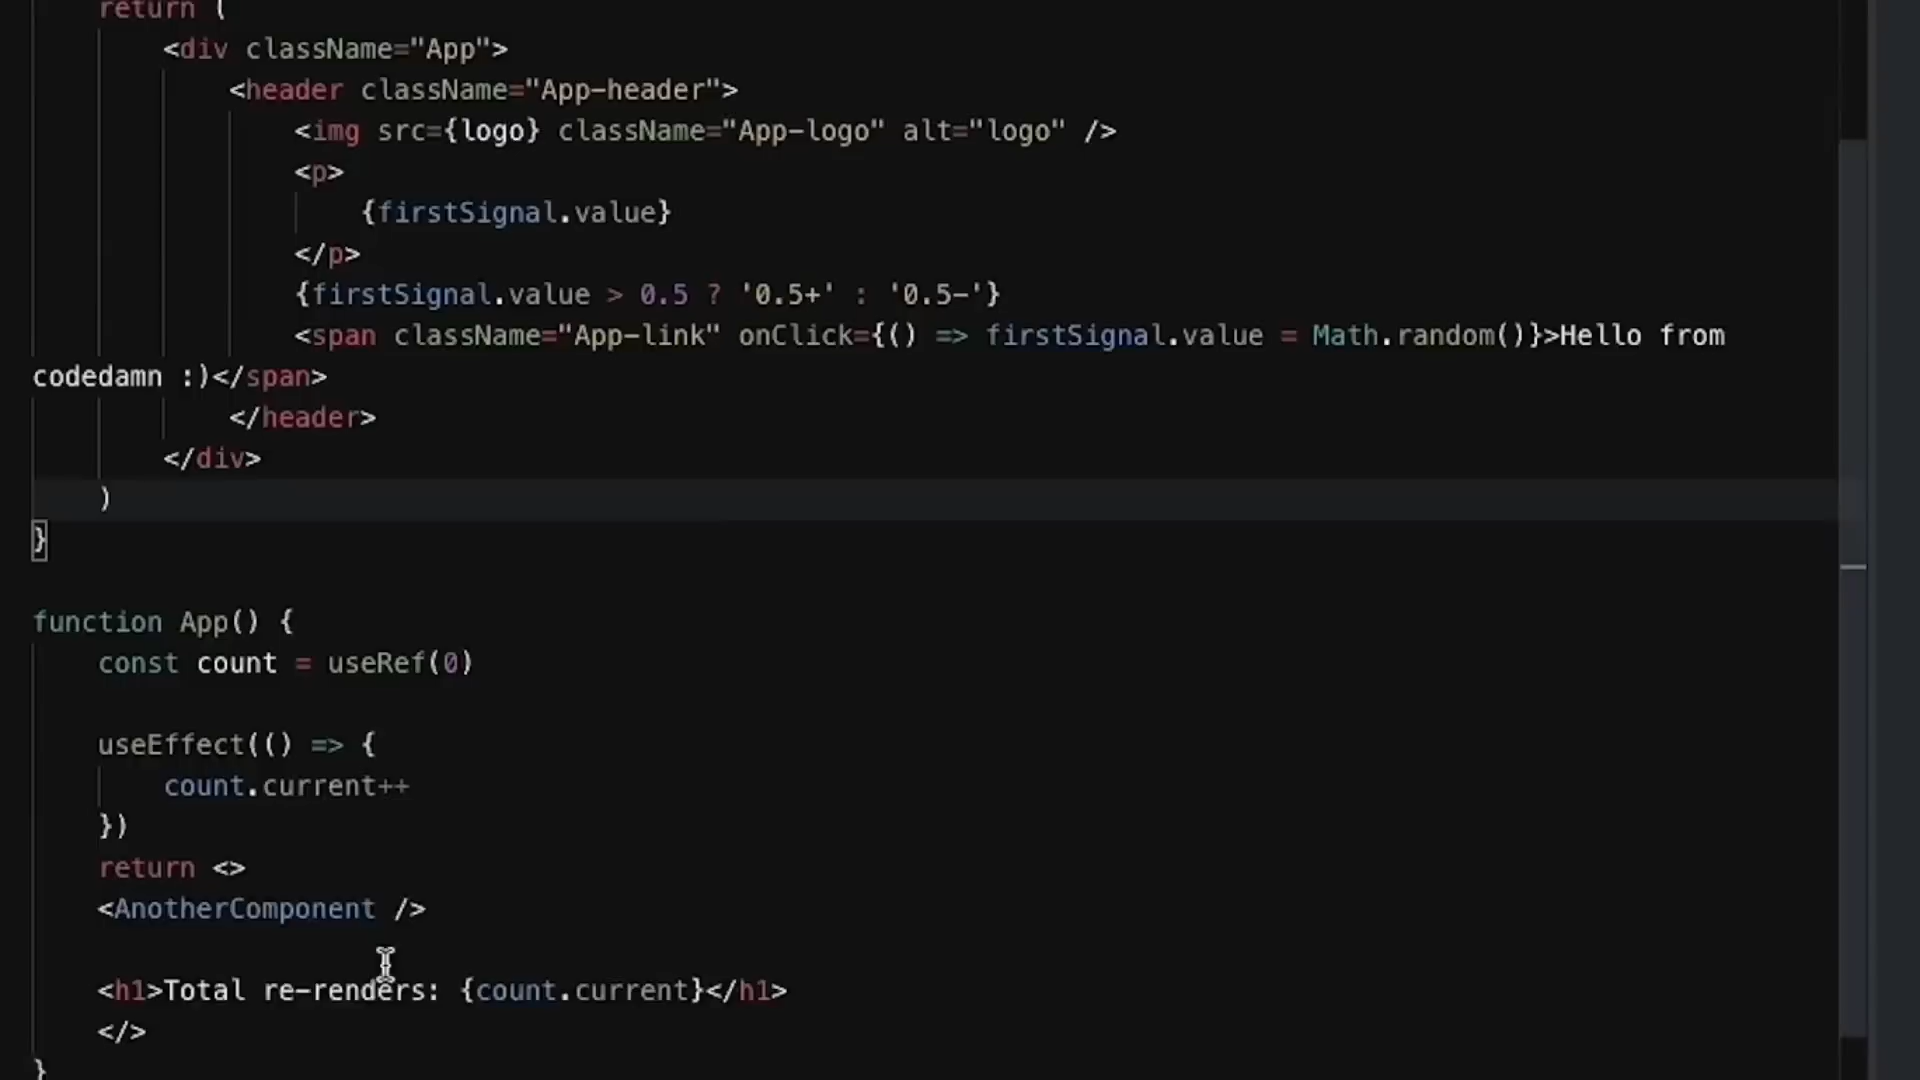 return (
<div className="App">
<header className="App-header">
<img src={logo} className="App-logo" alt="logo" />
<p>
{firstSignal.value}
</p>
{firstSignal.value > 0.5 ? '0.5+' : '0.5-'}
<span className="App-link" onClick={() => firstSignal.value = Math.random()}>Hello from
codedamn :)</span>
</header>
</div>
)
}
function App() {
const count = useRef(0)
useEffect(() => {
count.current++
})
return <>
<AnotherComponent />
<h1>Total re-renders: {count.current}</h1>
</>
}